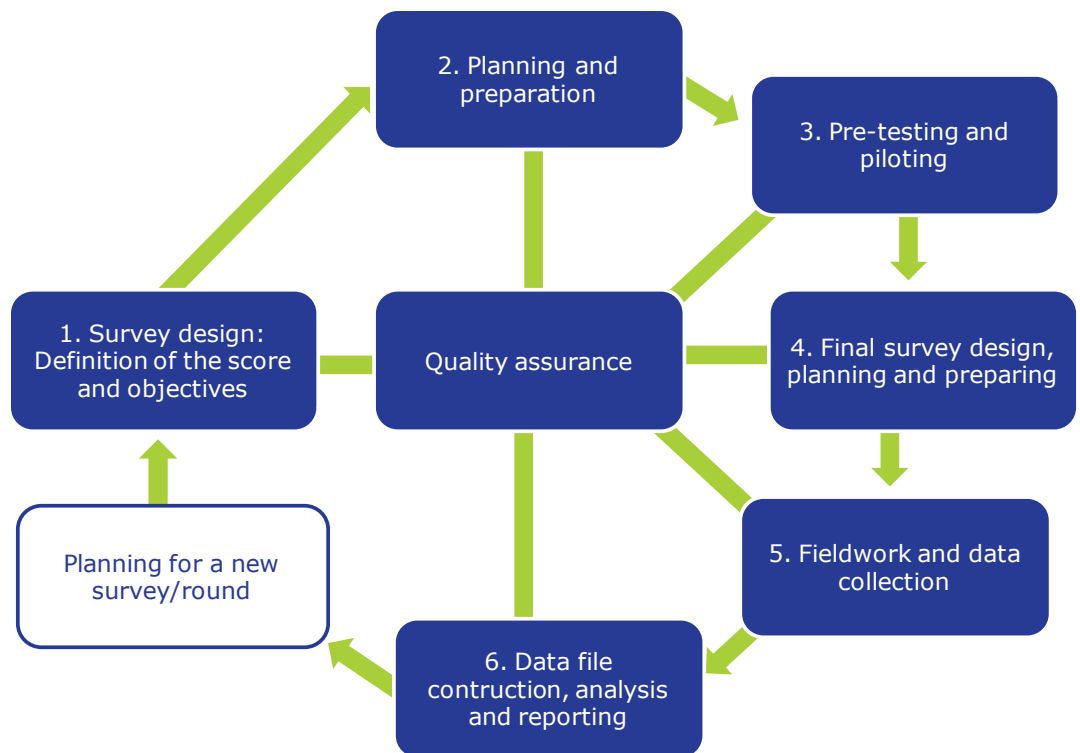 2. Planning and
preparation
3. Pre-testing and
piloting
1. Survey design:
Definition of the score
and objectives
Quality assurance
4. Final survey design,
planning and preparing
Planning for a new
survey/round
5. Fieldwork and data
collection
6. Data file
contruction, analysis
and reporting